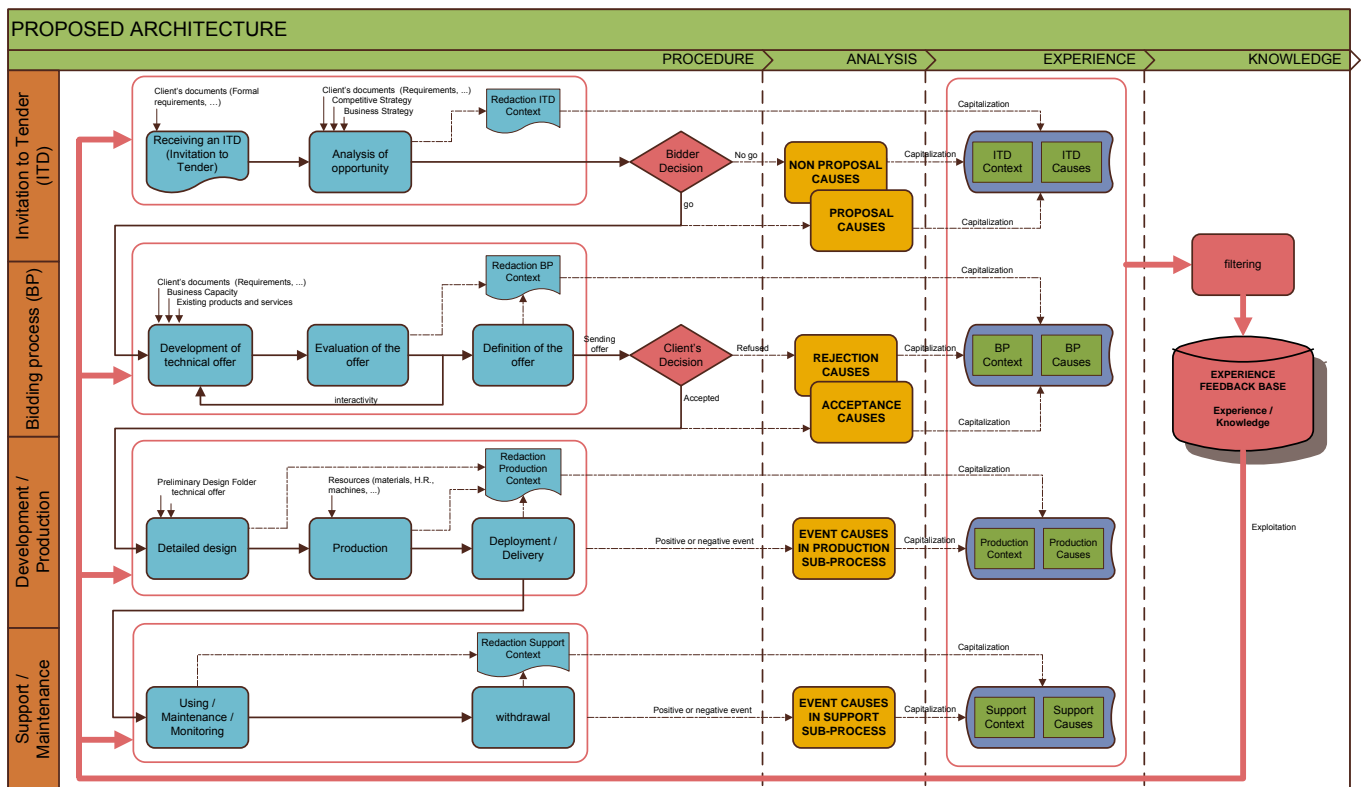 PROPOSED ARCHITECTURE
PROCEDURE
ANALYSIS
EXPERIENCE
KNOWLEDGE
Invitation to Tender
(ITD)
Client's documents (Formal
requirements, …)
Receiving an ITD
(Invitation to
Tender)
Client's documents (Requirements, ...)
Competitive Strategy
Business Strategy
Analysis of
opportunity
Redaction ITD
Context
Bidder
Decision
No go
go
NON PROPOSAL
CAUSES
PROPOSAL
CAUSES
Capitalization
Capitalization
Capitalization
ITD
Context
ITD
Causes
filtering
Bidding process (BP)
Client's documents (Requirements, ...)
Business Capacity
Existing products and services
Development of
technical offer
Evaluation of the
offer
Definition of the
offer
interactivity
Redaction BP
Context
Sending
offer
Client's
Decision
Refused
Accepted
REJECTION
CAUSES
ACCEPTANCE
CAUSES
Capitalization
Capitalization
Capitalization
BP
Context
BP
Causes
EXPERIENCE
FEEDBACK BASE
Experience /
Knowledge
Exploitation
Development /
Production
Preliminary Design Folder
technical offer
Detailed design
Resources (materials, H.R.,
machines, ...)
Production
Redaction
Production
Context
Deployment /
Delivery
Positive or negative event
EVENT CAUSES
IN PRODUCTION
SUB-PROCESS
Capitalization
Capitalization
Production
Context
Production
Causes
Support /
Maintenance
Using /
Maintenance /
Monitoring
Redaction Support
Context
withdrawal
Positive or negative event
EVENT CAUSES
IN SUPPORT
SUB-PROCESS
Capitalization
Capitalization
Support
Context
Support
Causes